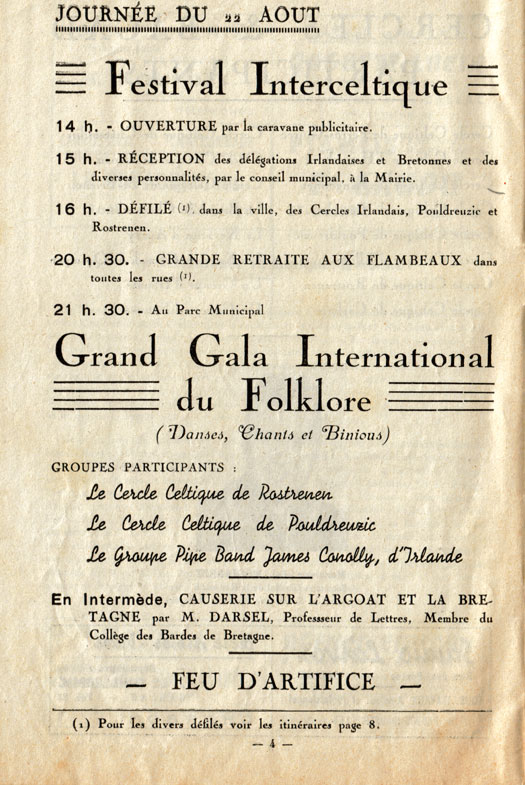 JOURNÉE DU 22 AOUT
Festival Interceltique
14 h. - OUVERTURE par la caravane publicitaire.
15 h. - RÉCEPTION des délégations Irlandaises et Bretonnes et des
diverses personnalités, par le conseil municipal, à la Mairie.
16 h. - DÉFILÉ (1). dans la ville, des Cercles Irlandais, Pouldreuzic et
Rostrenen.
20 h. 30. - GRANDE RETRAITE AUX FLAMBEAUX dans
toutes les rues (1).
21 h. 30. - Au Parc Municipal
Grand Gala International
du Folklore
(Danses, Chants et Binious)
GROUPES PARTICIPANTS :
Le Cercle Celtique de Rostrenen
Le Cercle Celtique de Pouldreuzic
Le Groupe Pipe Band James Conolly, d'Irlande
En Intermède, CAUSERIE SUR L'ARGOAT ET LA BRE-
TAGNE par M. DARSEL, Professseur de Lettres, Membre du
Collège des Bardes de Bretagne.
— FEU D'ARTIFICE —
(1) Pour les divers défilés voir les itinéraires page 8.
— 4 —